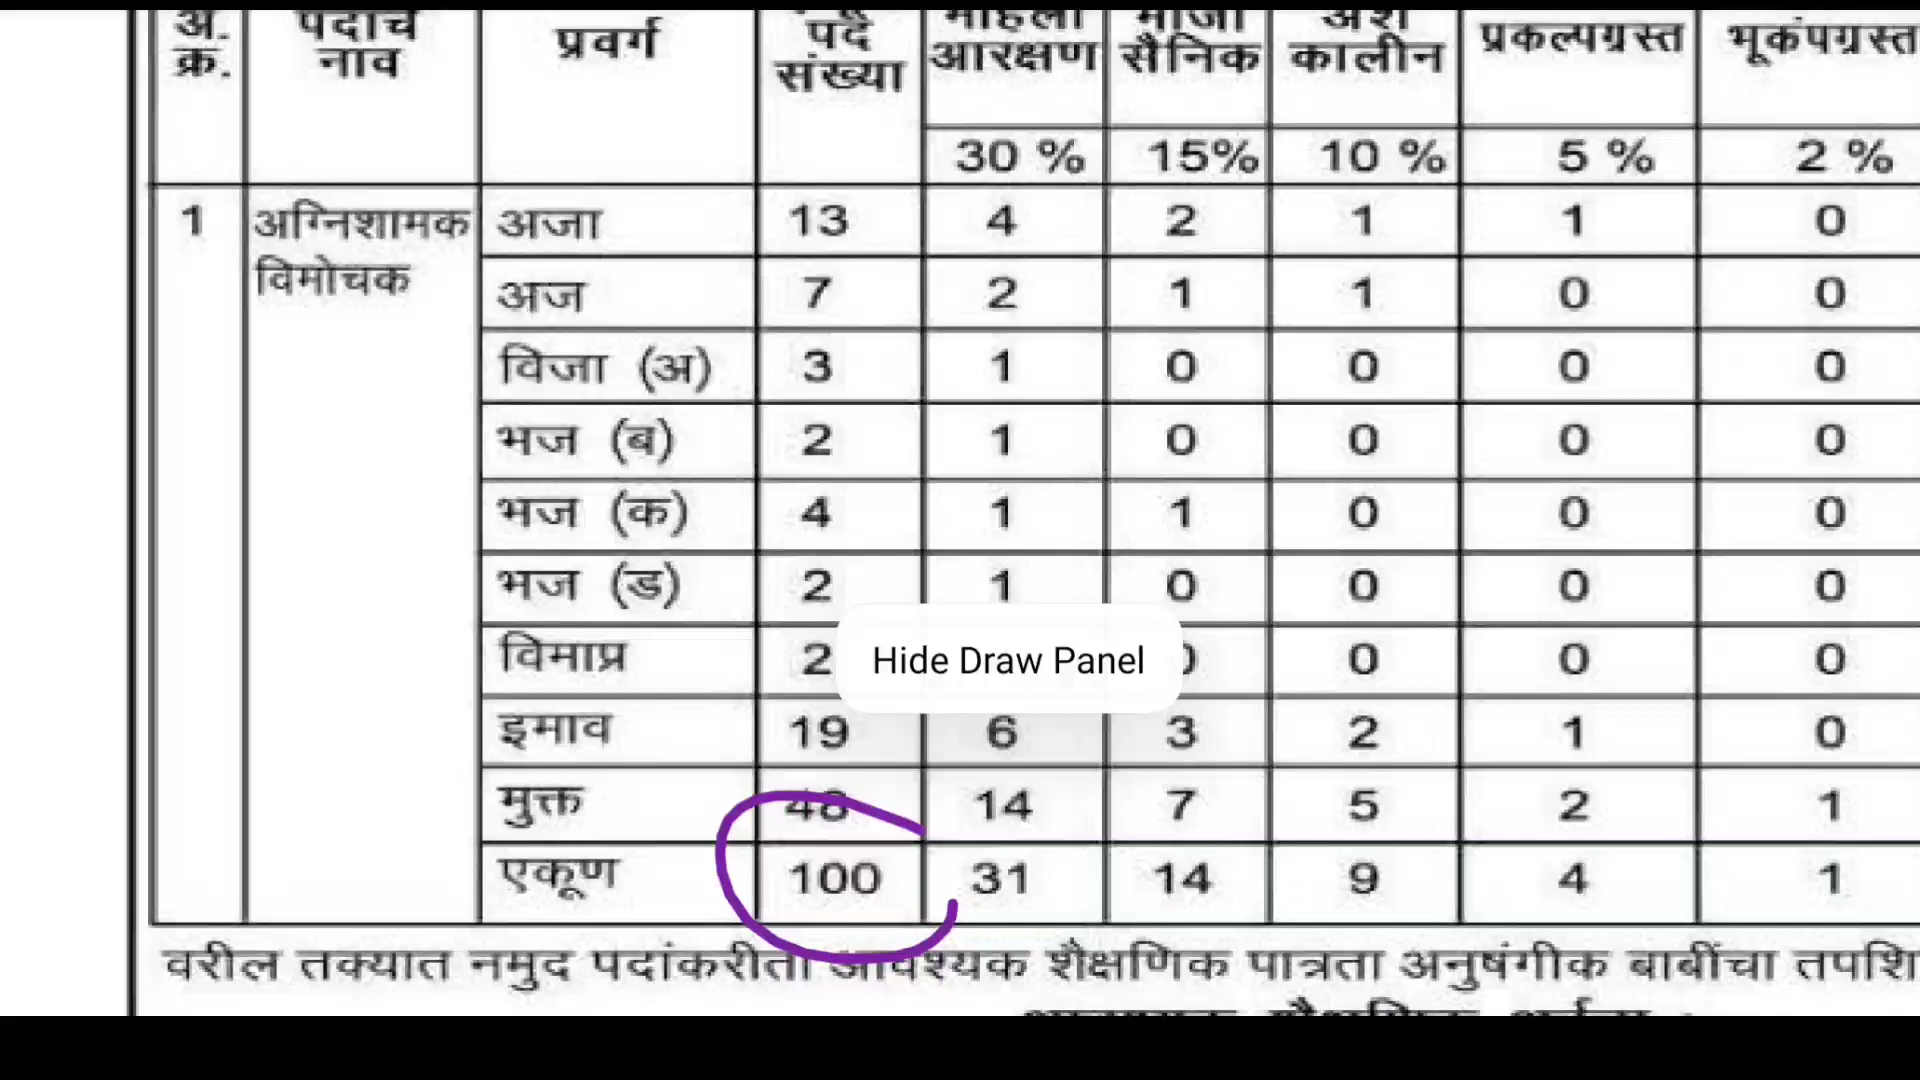 अ. क्र. पदाचे नाव प्रवर्ग पदे संख्या महिला आरक्षण माजी सैनिक अंश कालीन प्रकल्पग्रस्त भूकंपग्रस्त
30 % 15% 10 % 5 % 2 %
1 अग्निशामक विमोचक अजा 13 4 2 1 1 0
अज 7 2 1 1 0 0
विजा (अ) 3 1 0 0 0 0
भज (ब) 2 1 0 0 0 0
भज (क) 4 1 1 0 0 0
भज (ड) 2 1 0 0 0 0
विमाप्र 2 0 0 0
Hide Draw Panel
इमाव 19 6 3 2 1 0
मुक्त 48 14 7 5 2 1
एकूण 100 31 14 9 4 1
वरील तक्यात नमुद पदांकरीता आवश्यक शैक्षणिक पात्रता अनुषंगीक बाबींचा